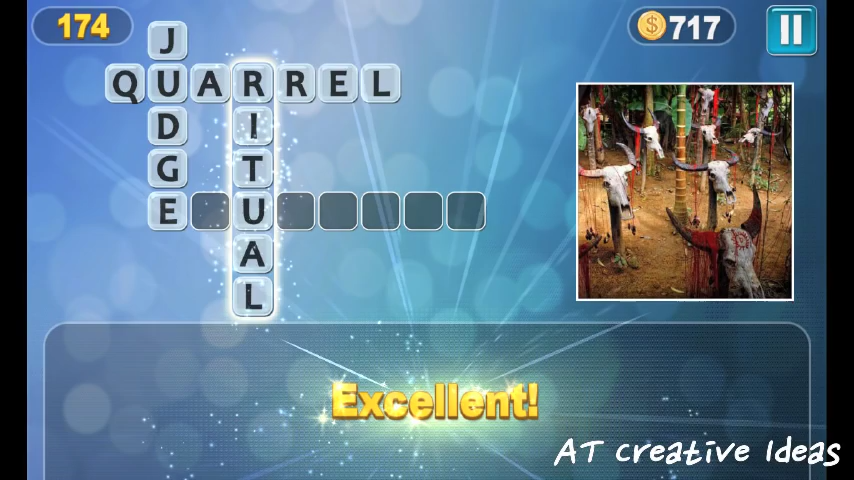 174
717
J
QUARREL
D I
G T
E U
A
L
Excellent!
AT creative Ideas